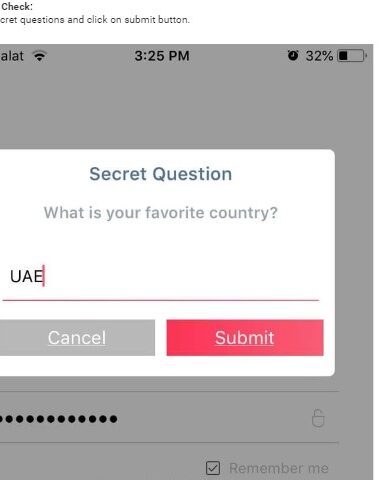 Check:
cret questions and click on submit button.
alat 3:25 PM 32%
Secret Question
What is your favorite country?
UAE
Cancel Submit
●●●●●●●●●●●●
Remember me